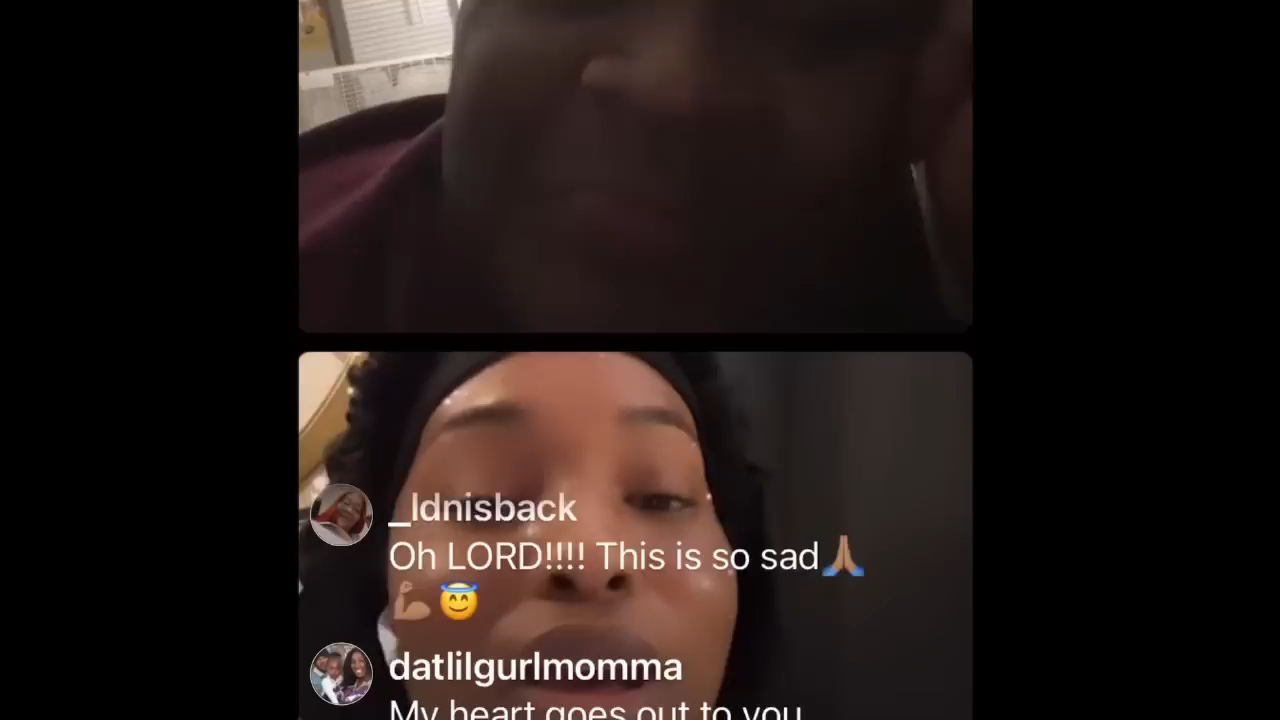 _ldnisback
Oh LORD!!!! This is so sad🙏🏽
💪🏽😇
datlilgurlmomma
My heart goes out to you